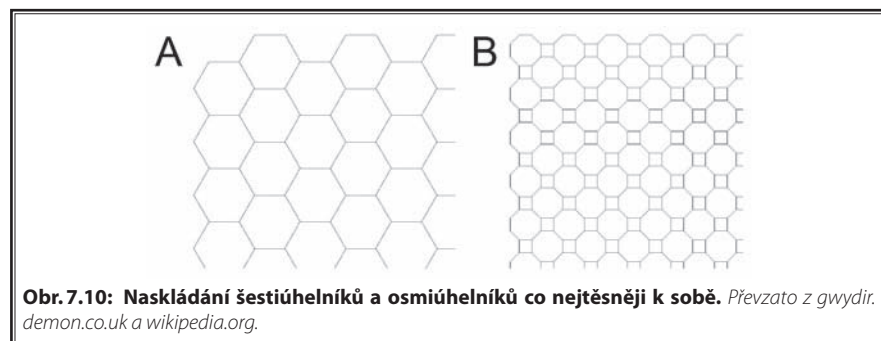 A
B
Obr. 7.10: Naskládání šestiúhelníků a osmiúhelníků co nejtěsněji k sobě. Převzato z gwydir.
demon.co.uk a wikipedia.org.